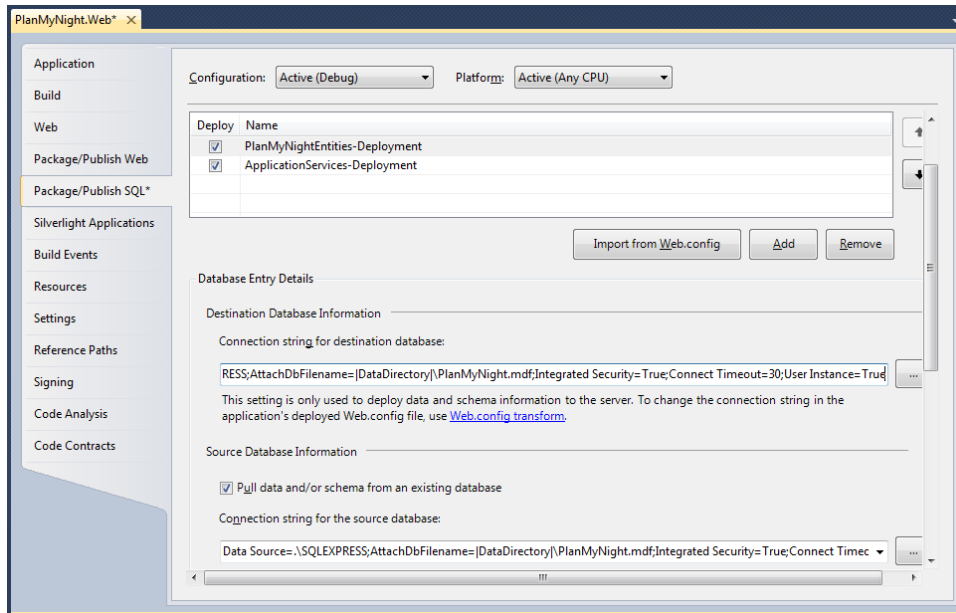 PlanMyNight.Web* X
Application
Build
Web
Package/Publish Web
Package/Publish SQL*
Silverlight Applications
Build Events
Resources
Settings
Reference Paths
Signing
Code Analysis
Code Contracts
Configuration: Active (Debug) Platform: Active (Any CPU)
Deploy Name
PlanMyNightEntities-Deployment
ApplicationServices-Deployment
Import from Web.config Add Remove
Database Entry Details
Destination Database Information
Connection string for destination database:
RESS;AttachDbFilename=|DataDirectory|\PlanMyNight.mdf;Integrated Security=True;Connect Timeout=30;User Instance=True ...
This setting is only used to deploy data and schema information to the server. To change the connection string in the
application's deployed Web.config file, use Web.config transform.
Source Database Information
Pull data and/or schema from an existing database
Connection string for the source database:
Data Source=.\SQLEXPRESS;AttachDbFilename=|DataDirectory|\PlanMyNight.mdf;Integrated Security=True;Connect Timec ...